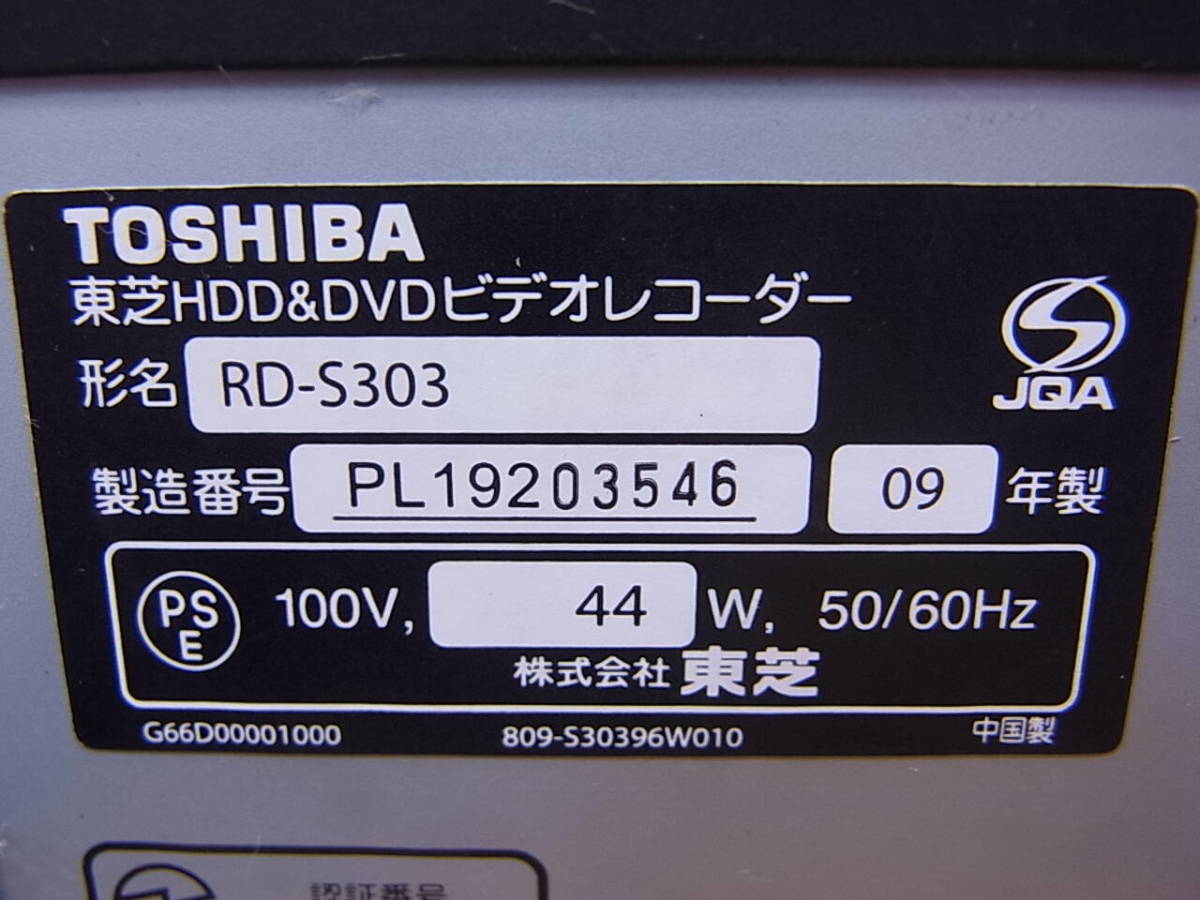 TOSHIBA
東芝HDD&DVDビデオレコーダー
形名 RD-S303
JQA
製造番号 PL19203546 09 年製
PSE 100V, 44 W, 50/60Hz
株式会社 東芝
G66D00001000 809-S30396W010 中国製
認証番号